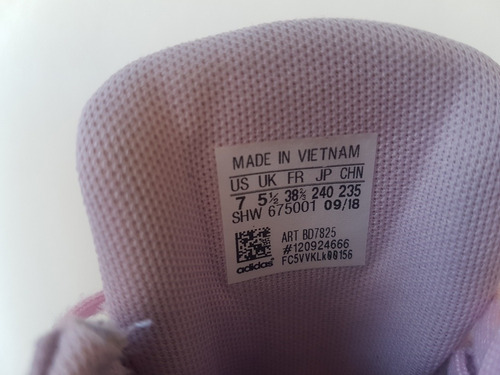 MADE IN VIETNAM
US UK FR JP CHN
7 5½ 38⅔ 240 235
SHW 675001 09/18
ART BD7825
#120924666
FC5VVKLk00156
adidas